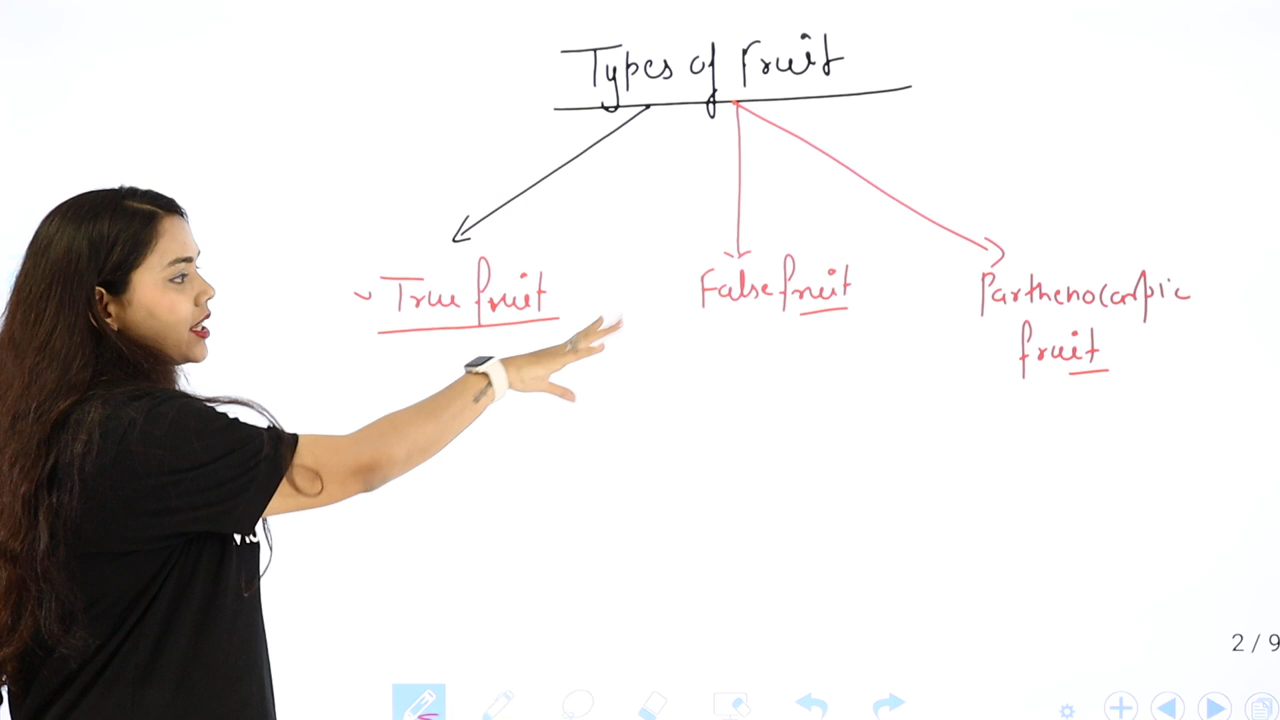 Types of fruit
True fruit
False fruit
Parthenocarpic
fruit
2 / 9